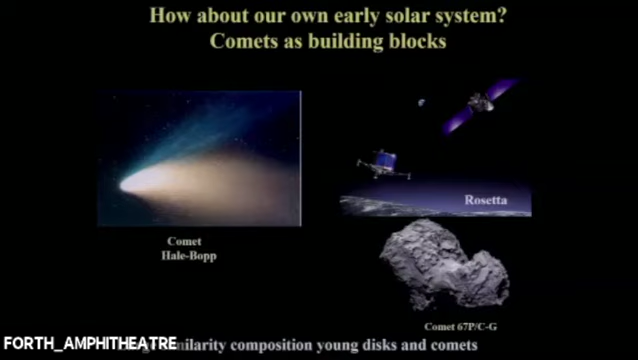 How about our own early solar system?
Comets as building blocks
Rosetta
Comet
Hale-Bopp
Comet 67P/C-G
FORTH_AMPHITHEATRE
composition young disks and comets